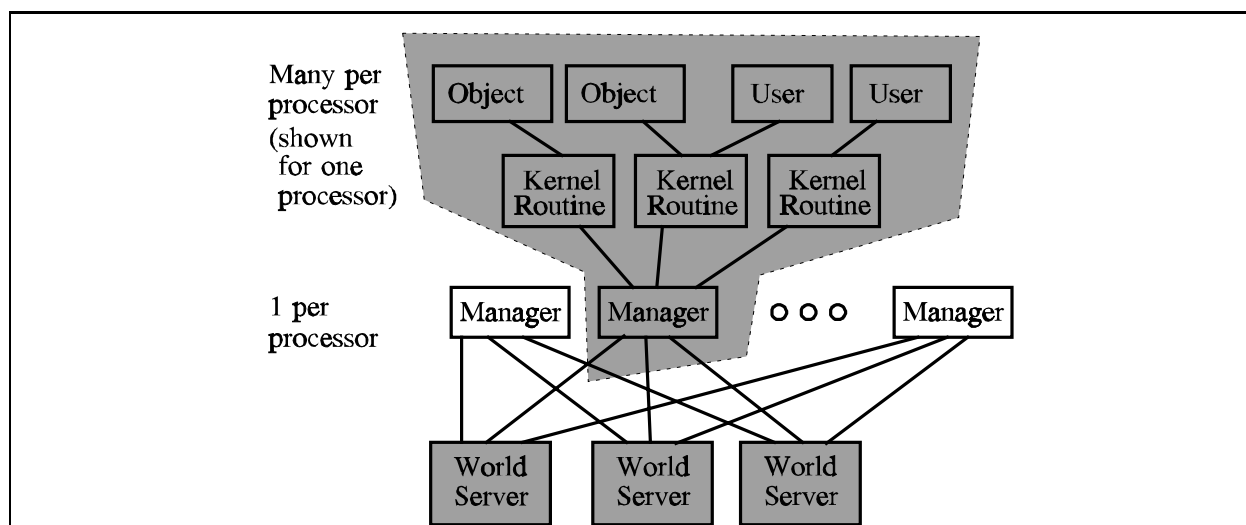 Many per
processor
(shown
for one
processor)
Object
Object
User
User
Kernel
Routine
Kernel
Routine
Kernel
Routine
1 per
processor
Manager
Manager
Manager
World
Server
World
Server
World
Server